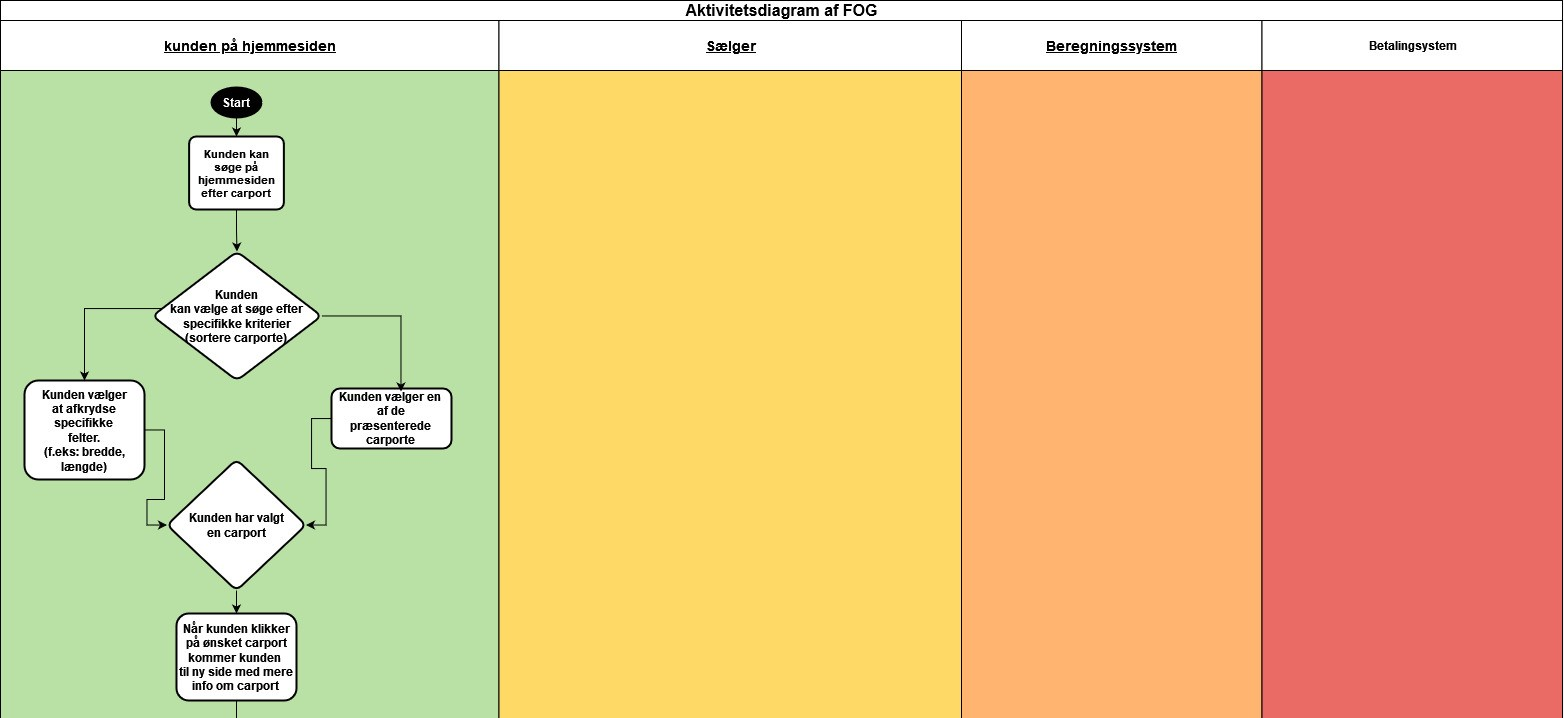 Aktivitetsdiagram af FOG
kunden på hjemmesiden
Sælger
Beregningssystem
Betalingsystem
Start
Kunden kan
søge på
hjemmesiden
efter carport
Kunden
kan vælge at søge efter
specifikke kriterier
(sortere carporte)
Kunden vælger
at afkrydse
specifikke
felter.
(f.eks: bredde,
længde)
Kunden vælger en
af de
præsenterede
carporte
Kunden har valgt
en carport
Når kunden klikker
på ønsket carport
kommer kunden
til ny side med mere
info om carport